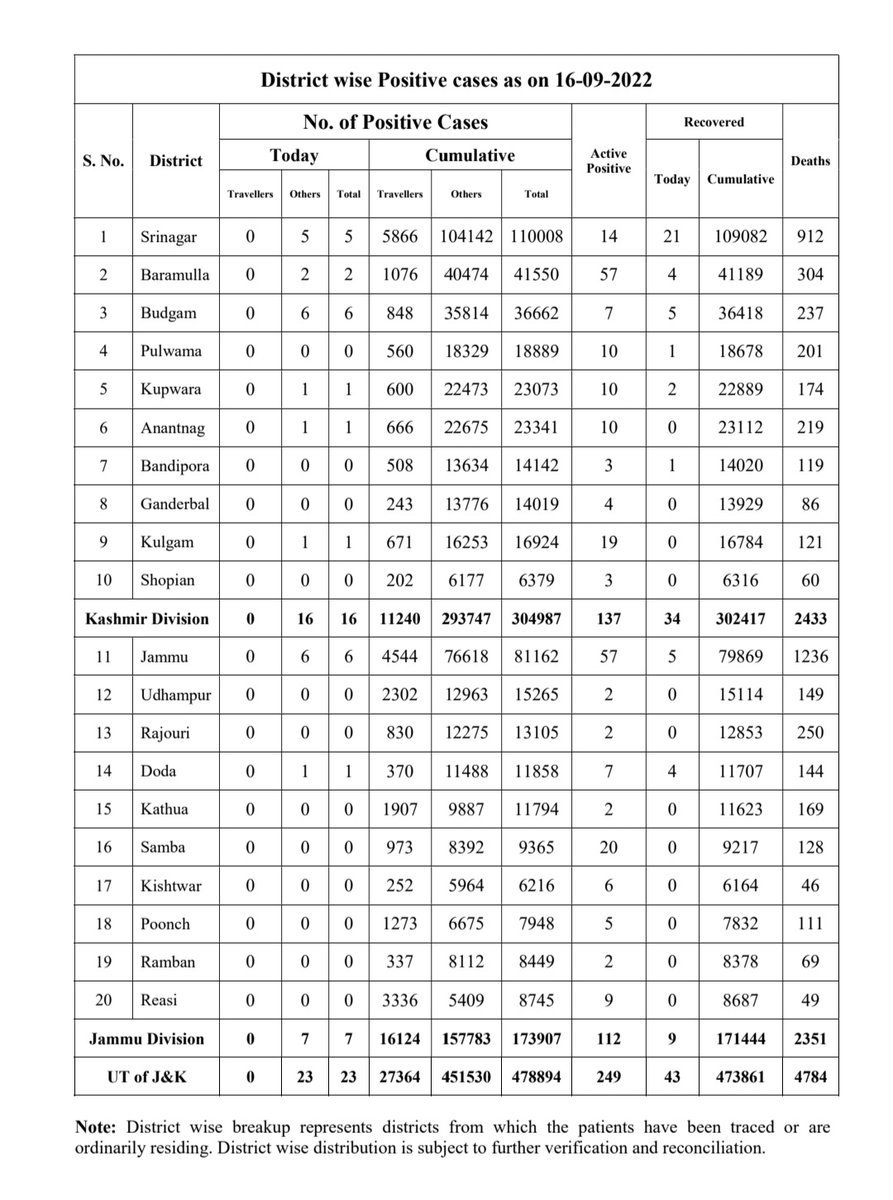 District wise Positive cases as on 16-09-2022
S. No. District No. of Positive Cases Active Positive Recovered Deaths
Today Cumulative Today Cumulative
Travellers Others Total Travellers Others Total
1 Srinagar 0 5 5 5866 104142 110008 14 21 109082 912
2 Baramulla 0 2 2 1076 40474 41550 57 4 41189 304
3 Budgam 0 6 6 848 35814 36662 7 5 36418 237
4 Pulwama 0 0 0 560 18329 18889 10 1 18678 201
5 Kupwara 0 1 1 600 22473 23073 10 2 22889 174
6 Anantnag 0 1 1 666 22675 23341 10 0 23112 219
7 Bandipora 0 0 0 508 13634 14142 3 1 14020 119
8 Ganderbal 0 0 0 243 13776 14019 4 0 13929 86
9 Kulgam 0 1 1 671 16253 16924 19 0 16784 121
10 Shopian 0 0 0 202 6177 6379 3 0 6316 60
Kashmir Division 0 16 16 11240 293747 304987 137 34 302417 2433
11 Jammu 0 6 6 4544 76618 81162 57 5 79869 1236
12 Udhampur 0 0 0 2302 12963 15265 2 0 15114 149
13 Rajouri 0 0 0 830 12275 13105 2 0 12853 250
14 Doda 0 1 1 370 11488 11858 7 4 11707 144
15 Kathua 0 0 0 1907 9887 11794 2 0 11623 169
16 Samba 0 0 0 973 8392 9365 20 0 9217 128
17 Kishtwar 0 0 0 252 5964 6216 6 0 6164 46
18 Poonch 0 0 0 1273 6675 7948 5 0 7832 111
19 Ramban 0 0 0 337 8112 8449 2 0 8378 69
20 Reasi 0 0 0 3336 5409 8745 9 0 8687 49
Jammu Division 0 7 7 16124 157783 173907 112 9 171444 2351
UT of J&K 0 23 23 27364 451530 478894 249 43 473861 4784
Note: District wise breakup represents districts from which the patients have been traced or are
ordinarily residing. District wise distribution is subject to further verification and reconciliation.